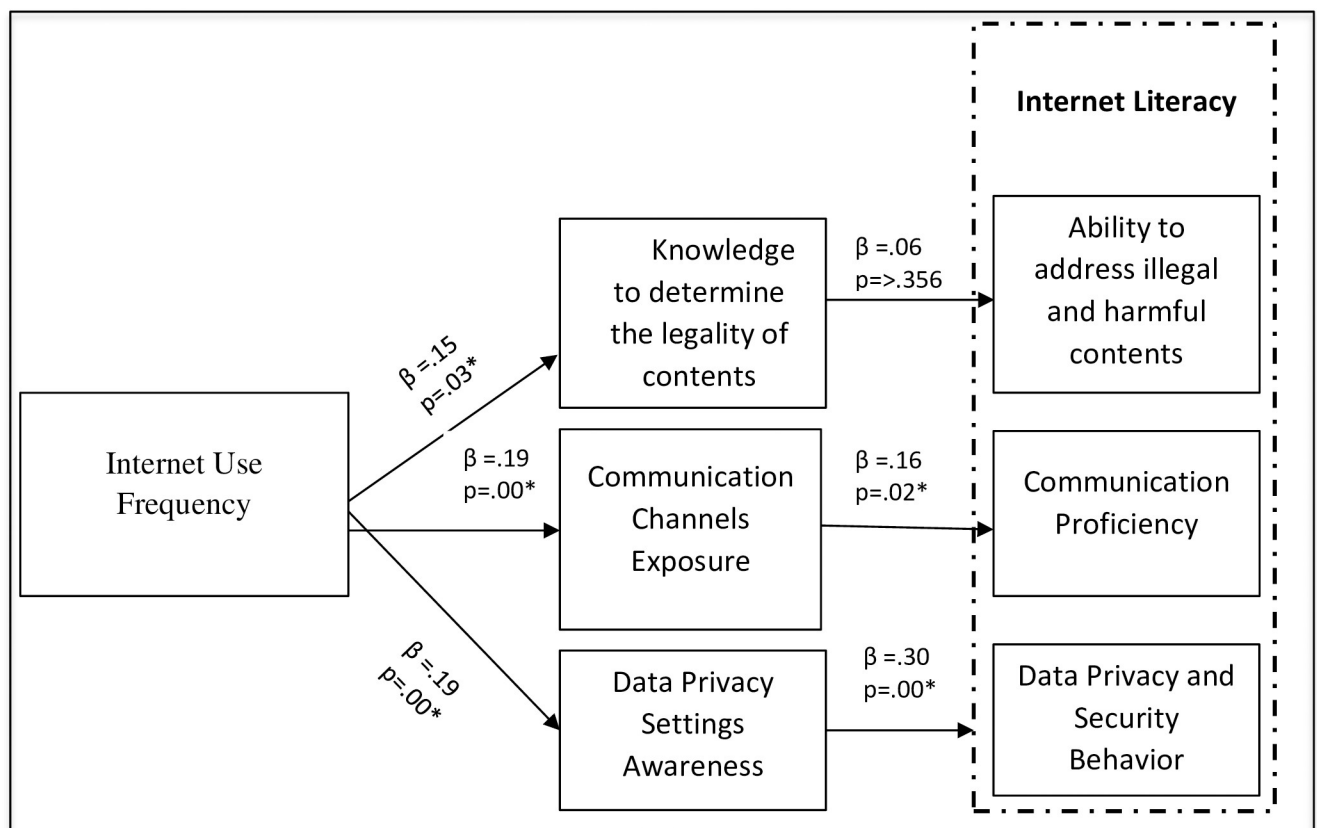 Internet Literacy
Ability to
address illegal
and harmful
contents
Knowledge
to determine
the legality of
contents
β =.06
p=>.356
β =.15
p=.03*
Internet Use
Frequency
β =.19
p=.00*
Communication
Channels
Exposure
β =.16
p=.02*
Communication
Proficiency
β =.19
p=.00*
Data Privacy
Settings
Awareness
β =.30
p=.00*
Data Privacy and
Security
Behavior